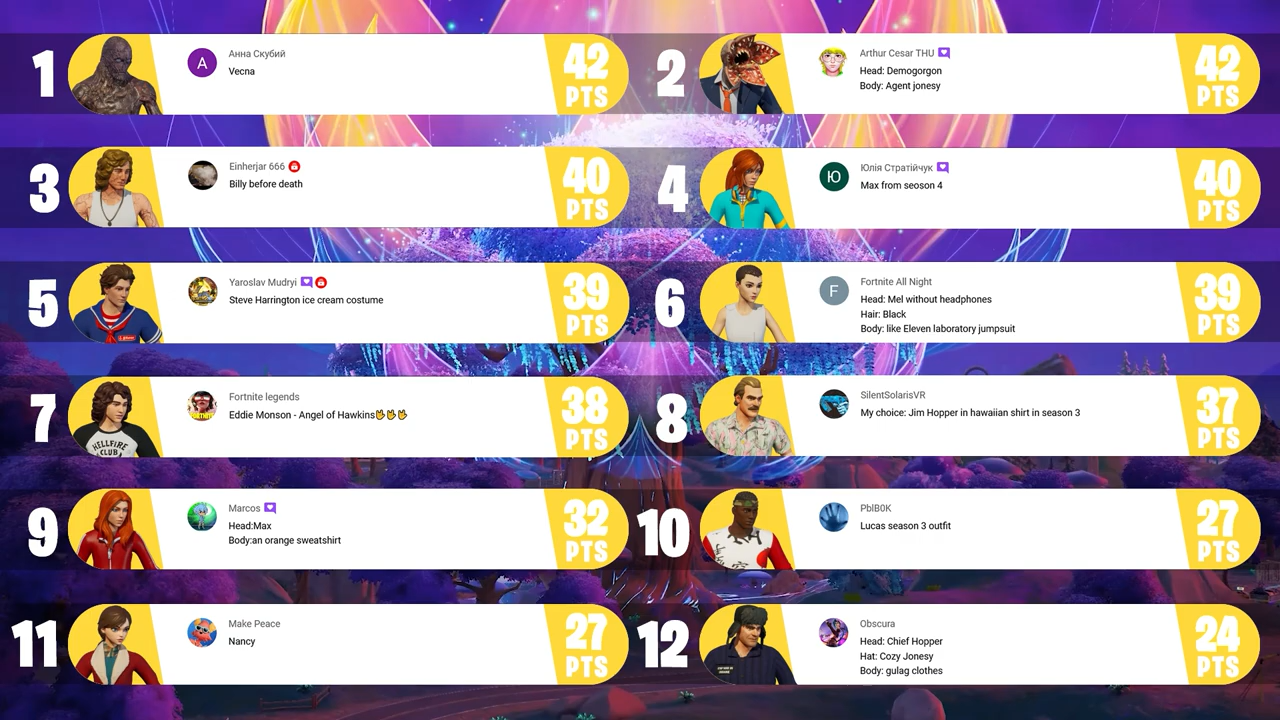 1
A
Анна Скубий
Vecna
42
PTS
2
Arthur Cesar THU
Head: Demogorgon
Body: Agent jonesy
42
PTS
3
Einherjar 666
Billy before death
40
PTS
4
Ю
Юлія Стратійчук
Max from seoson 4
40
PTS
5
Yaroslav Mudryi
Steve Harrington ice cream costume
39
PTS
6
F
Fortnite All Night
Head: Mel without headphones
Hair: Black
Body: like Eleven laboratory jumpsuit
39
PTS
7
HELLFIRE
CLUB
Fortnite legends
Eddie Monson - Angel of Hawkins🤟🤟🤟
38
PTS
8
SilentSolarisVR
My choice: Jim Hopper in hawaiian shirt in season 3
37
PTS
9
Marcos
Head:Max
Body:an orange sweatshirt
32
PTS
10
PblB0K
Lucas season 3 outfit
27
PTS
11
Make Peace
Nancy
27
PTS
12
Obscura
Head: Chief Hopper
Hat: Cozy Jonesy
Body: gulag clothes
24
PTS